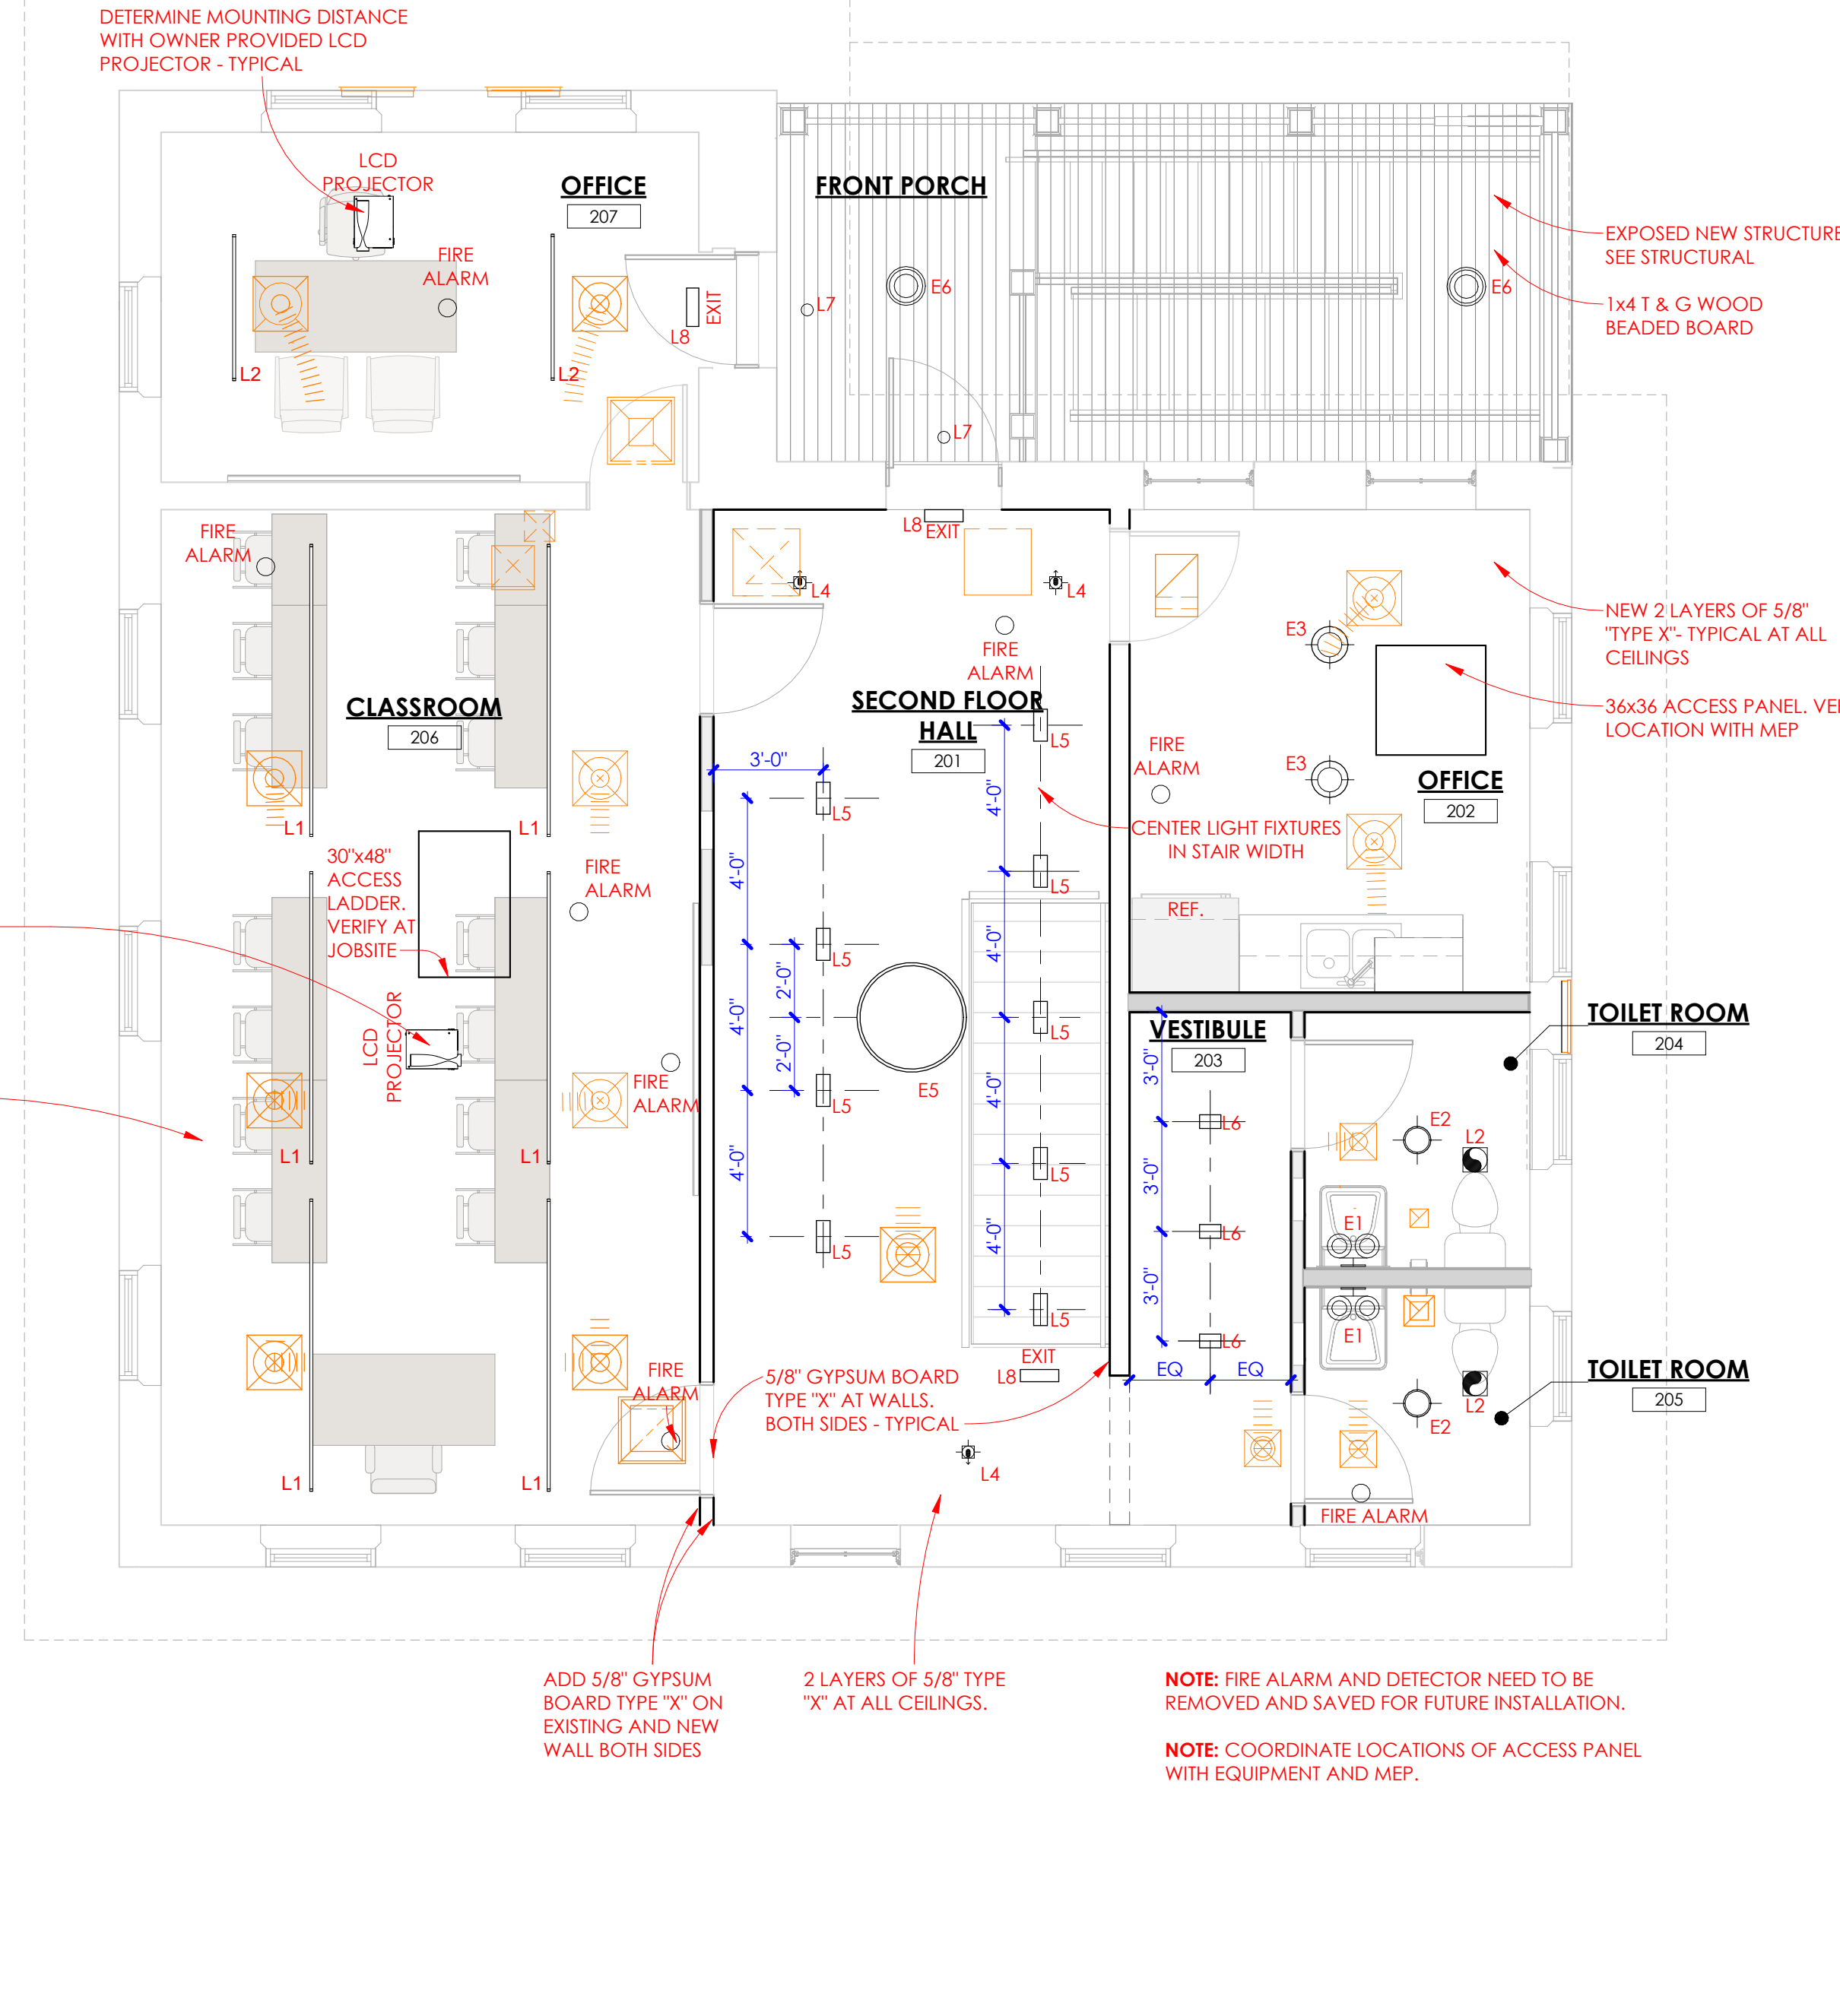 DETERMINE MOUNTING DISTANCE
WITH OWNER PROVIDED LCD
PROJECTOR - TYPICAL
LCD
PROJECTOR
OFFICE
207
FIRE
ALARM
L2
L2
L8
EXIT
FRONT PORCH
L7
E6
E6
L7
EXPOSED NEW STRUCTURE
SEE STRUCTURAL
1x4 T & G WOOD
BEADED BOARD
FIRE
ALARM
CLASSROOM
206
L1
L1
30"x48"
ACCESS
LADDER.
VERIFY AT
JOBSITE
FIRE
ALARM
LCD
PROJECTOR
FIRE
ALARM
L1
L1
FIRE
ALARM
L1
L1
L8
EXIT
L4
L4
FIRE
ALARM
SECOND FLOOR
HALL
201
3'-0"
L5
L5
4'-0"
4'-0"
CENTER LIGHT FIXTURES
IN STAIR WIDTH
L5
L5
4'-0"
2'-0"
4'-0"
2'-0"
L5
E5
L5
4'-0"
4'-0"
L5
L5
4'-0"
L5
EXIT
L8
5/8" GYPSUM BOARD
TYPE "X" AT WALLS.
BOTH SIDES - TYPICAL
L4
E3
E3
FIRE
ALARM
OFFICE
202
REF.
NEW 2 LAYERS OF 5/8"
"TYPE X"- TYPICAL AT ALL
CEILINGS
36x36 ACCESS PANEL. VER
LOCATION WITH MEP
VESTIBULE
203
3'-0"
L6
3'-0"
L6
3'-0"
L6
EQ
EQ
TOILET ROOM
204
E2
L2
E1
E1
L2
E2
TOILET ROOM
205
FIRE ALARM
ADD 5/8" GYPSUM
BOARD TYPE "X" ON
EXISTING AND NEW
WALL BOTH SIDES
2 LAYERS OF 5/8" TYPE
"X" AT ALL CEILINGS.
NOTE: FIRE ALARM AND DETECTOR NEED TO BE
REMOVED AND SAVED FOR FUTURE INSTALLATION.
NOTE: COORDINATE LOCATIONS OF ACCESS PANEL
WITH EQUIPMENT AND MEP.